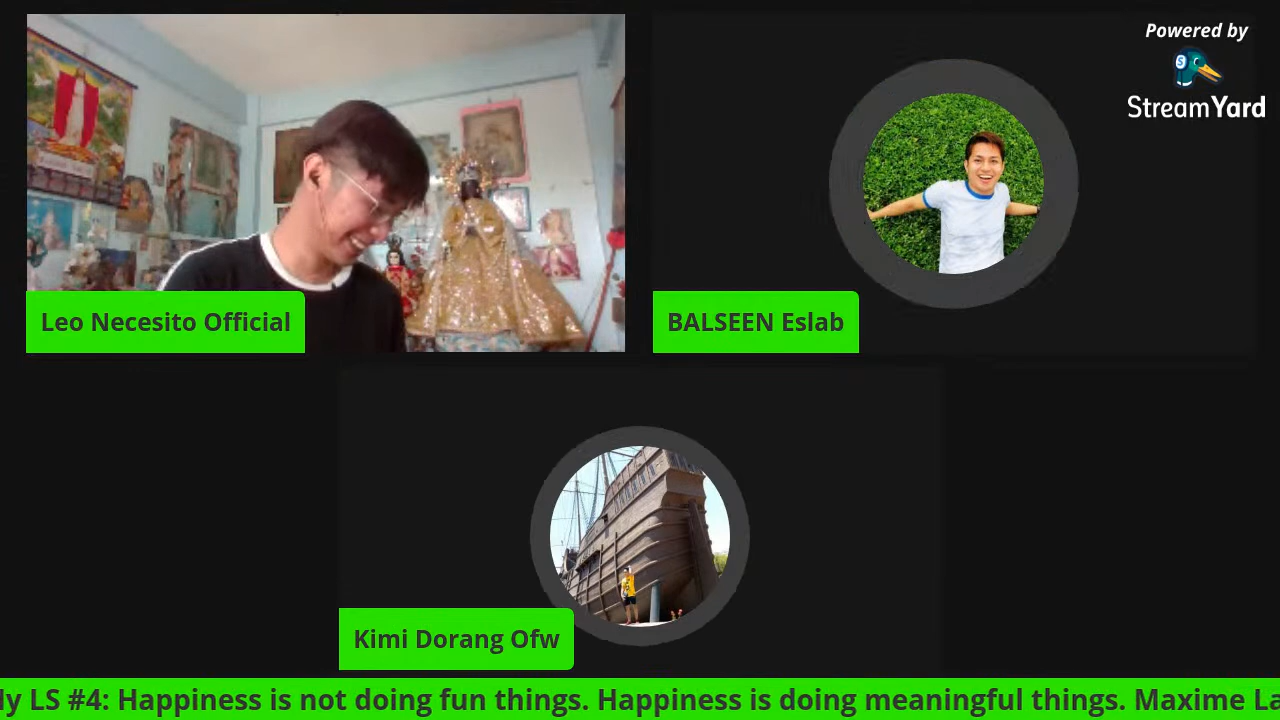 Powered by
StreamYard
Leo Necesito Official
BALSEEN Eslab
Kimi Dorang Ofw
LS #4: Happiness is not doing fun things. Happiness is doing meaningful things. Maxime